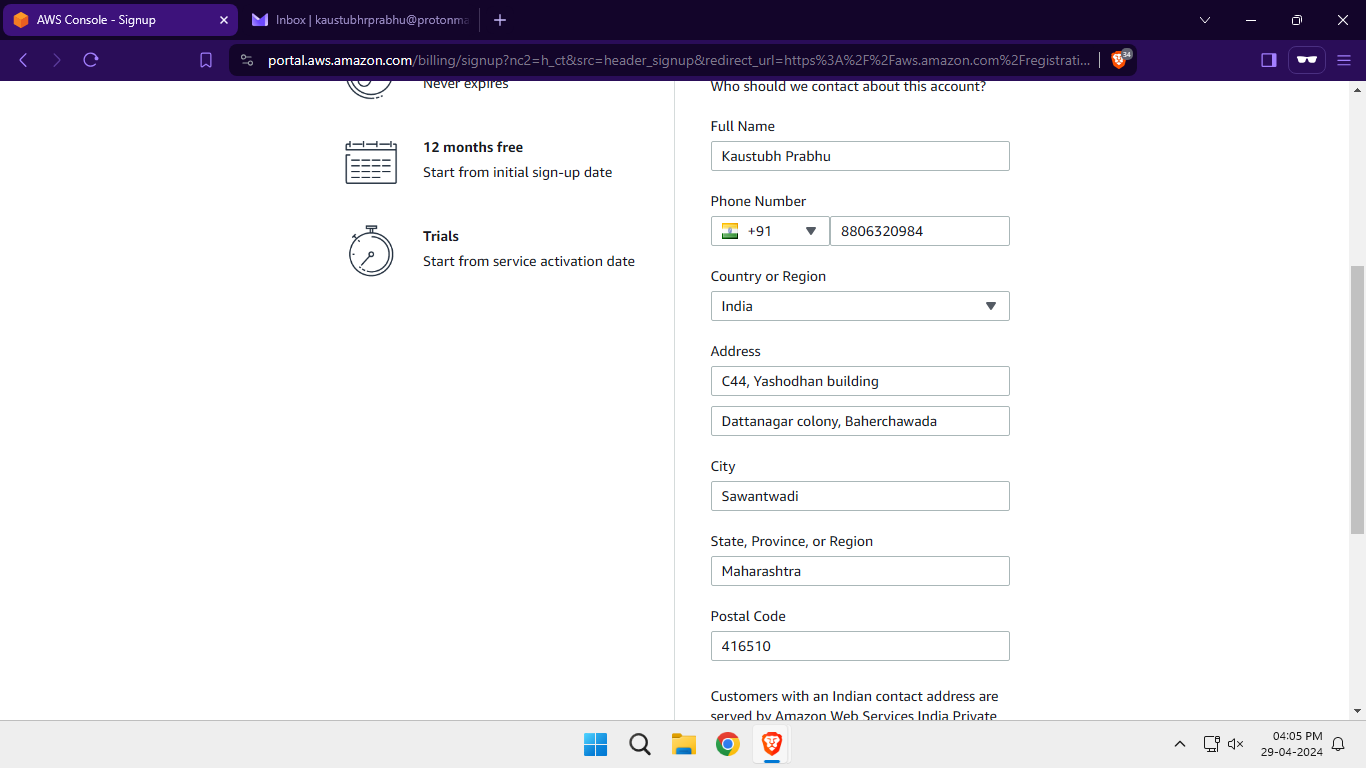 AWS Console - Signup
Inbox | kaustubhrprabhu@protonma
portal.aws.amazon.com/billing/signup?nc2=h_ct&src=header_signup&redirect_url=https%3A%2F%2Faws.amazon.com%2Fregistrati...
34
Never expires
12 months free
Start from initial sign-up date
Trials
Start from service activation date
Who should we contact about this account?
Full Name
Kaustubh Prabhu
Phone Number
+91
8806320984
Country or Region
India
Address
C44, Yashodhan building
Dattanagar colony, Baherchawada
City
Sawantwadi
State, Province, or Region
Maharashtra
Postal Code
416510
Customers with an Indian contact address are
served by Amazon Web Services India Private
04:05 PM
29-04-2024